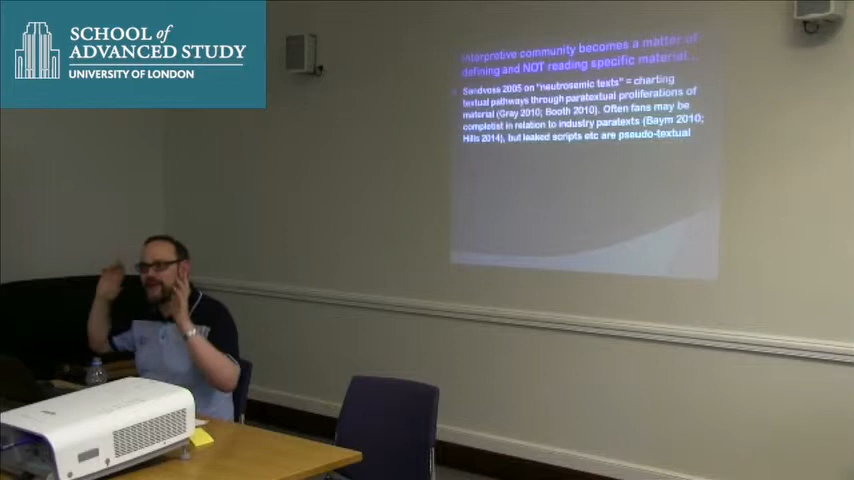 SCHOOL of
ADVANCED STUDY
UNIVERSITY OF LONDON
Interpretive Community becomes a matter of
defining and NOT reading specific material...
Sandvoss 2005 on "neutrosemic texts" = charting
textual pathways through paratextual proliferations of
material (Gray 2010; Booth 2010). Often fans may be
completist in relation to industry paratexts (Baym 2010;
Hills 2014), but leaked scripts etc are pseudo-textual